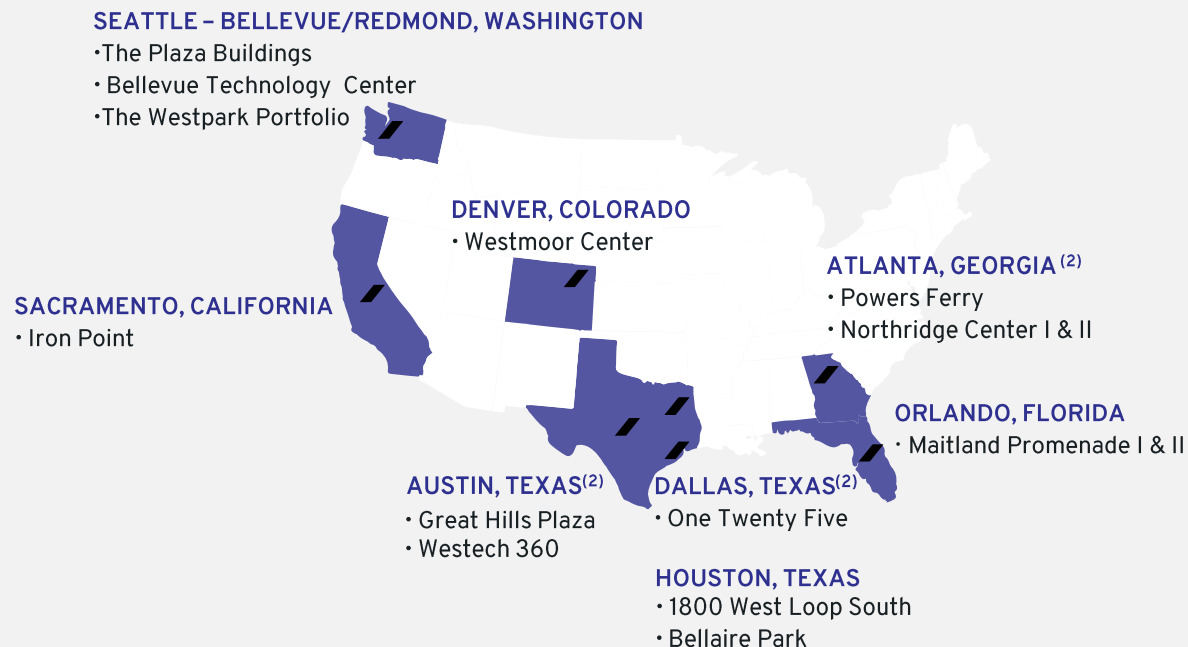 SEATTLE – BELLEVUE/REDMOND, WASHINGTON
•The Plaza Buildings
• Bellevue Technology Center
•The Westpark Portfolio
DENVER, COLORADO
• Westmoor Center
ATLANTA, GEORGIA (2)
• Powers Ferry
• Northridge Center I & II
SACRAMENTO, CALIFORNIA
• Iron Point
ORLANDO, FLORIDA
• Maitland Promenade I & II
AUSTIN, TEXAS(2)
• Great Hills Plaza
• Westech 360
DALLAS, TEXAS(2)
• One Twenty Five
HOUSTON, TEXAS
• 1800 West Loop South
• Bellaire Park